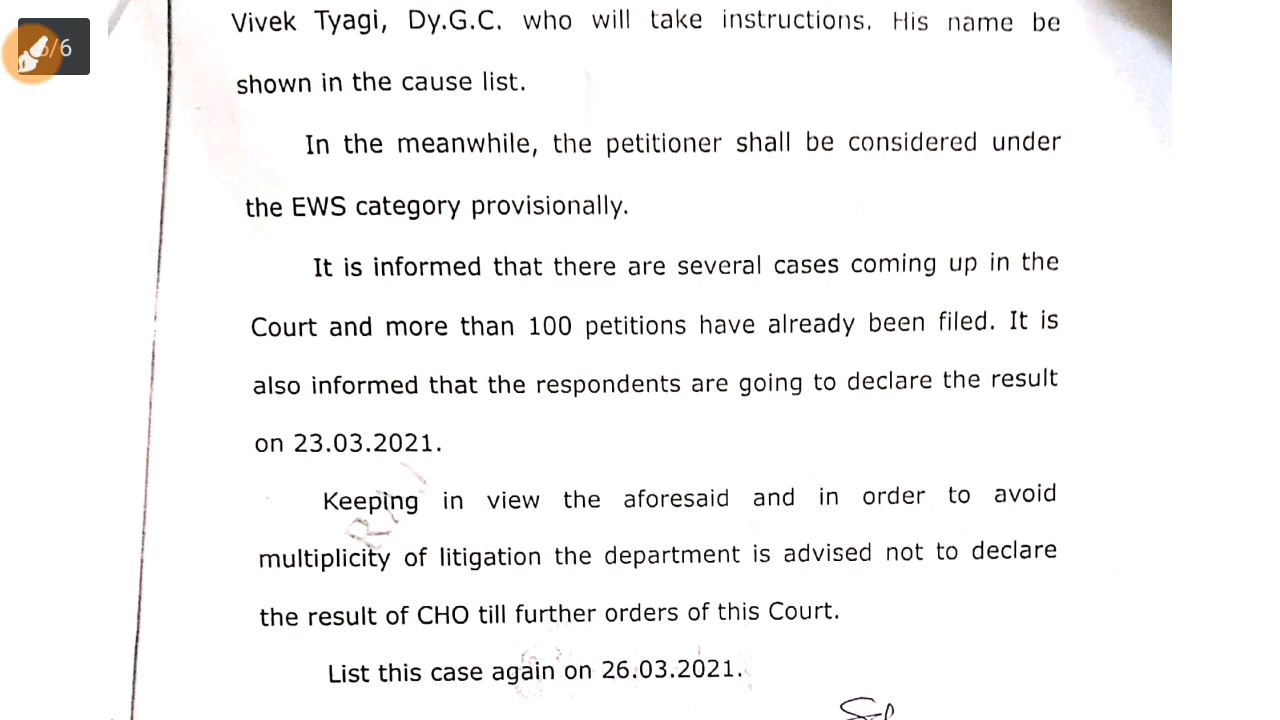 Vivek Tyagi, Dy.G.C. who will take instructions. His name be
/6
shown in the cause list.
In the meanwhile, the petitioner shall be considered under
the EWS category provisionally.
It is informed that there are several cases coming up in the
Court and more than 100 petitions have already been filed. It is
also informed that the respondents are going to declare the result
on 23.03.2021.
Keeping in view the aforesaid and in order to avoid
multiplicity of litigation the department is advised not to declare
the result of CHO till further orders of this Court.
List this case again on 26.03.2021.